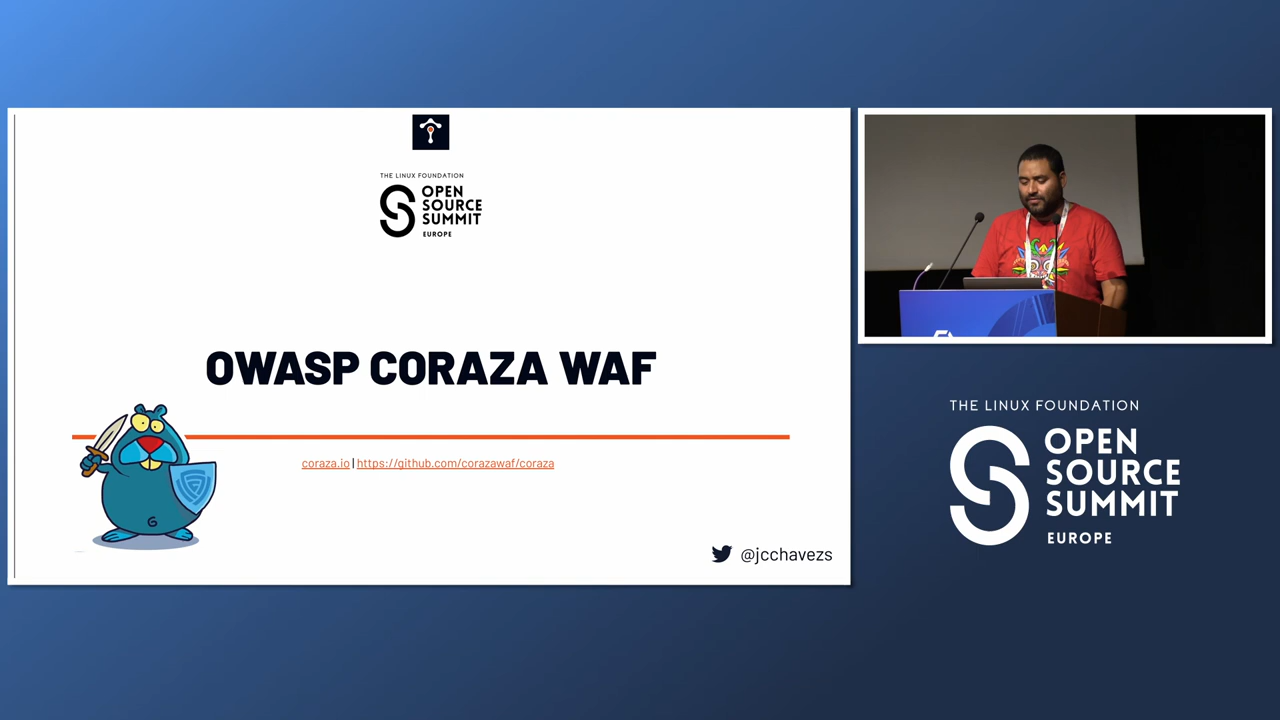 THE LINUX FOUNDATION
OPEN
SOURCE
SUMMIT
EUROPE
OWASP CORAZA WAF
coraza.io | https://github.com/corazawaf/coraza
@jcchavezs
THE LINUX FOUNDATION
OPEN
SOURCE
SUMMIT
EUROPE